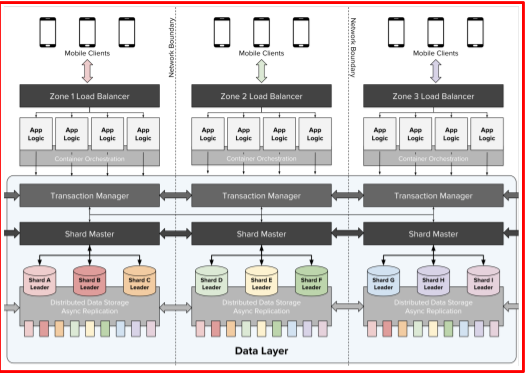 Mobile Clients
Network Boundary
Mobile Clients
Network Boundary
Mobile Clients
Zone 1 Load Balancer
Zone 2 Load Balancer
Zone 3 Load Balancer
App Logic
App Logic
App Logic
App Logic
App Logic
App Logic
App Logic
App Logic
App Logic
App Logic
App Logic
App Logic
Container Orchestration
Container Orchestration
Container Orchestration
Transaction Manager
Transaction Manager
Transaction Manager
Shard Master
Shard Master
Shard Master
Shard A Leader
Shard B Leader
Shard C Leader
Shard D Leader
Shard E Leader
Shard F Leader
Shard G Leader
Shard H Leader
Shard I Leader
Distributed Data Storage
Async Replication
Distributed Data Storage
Async Replication
Distributed Data Storage
Async Replication
Data Layer